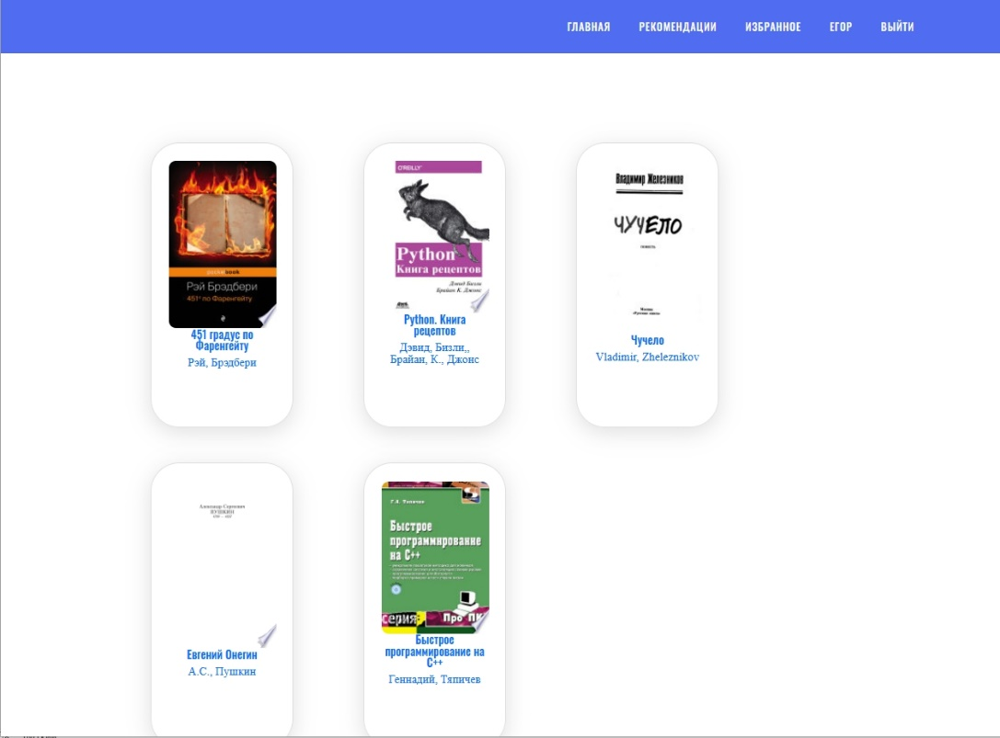 ГЛАВНАЯ РЕКОМЕНДАЦИИ ИЗБРАННОЕ ЕГОР ВЫЙТИ
pocketbook
Рэй Брэдбери
451° по Фаренгейту
451 градус по
Фаренгейту
Рэй, Брэдбери
O'REILLY
Python
Книга рецептов
Дэвид Бизли
Брайан К. Джонс
Python. Книга
рецептов
Дэвид, Бизли,,
Брайан, К., Джонс
Владимир Железников
ЧУЧЕЛО
Чучело
Vladimir, Zheleznikov
Александр Сергеевич
ПУШКИН
Евгений Онегин
А.С., Пушкин
Быстрое
программирование
на C++
серия: Про ПК
Быстрое
программирование на
C++
Геннадий, Тяпичев